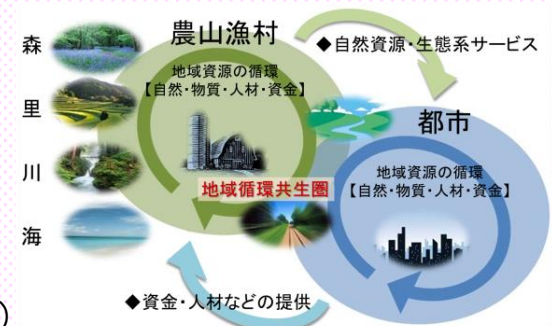 森
里
川
海
農山漁村
地域資源の循環
【自然・物質・人材・資金】
◆自然資源・生態系サービス
都市
地域資源の循環
【自然・物質・人材・資金】
地域循環共生圏
◆資金・人材などの提供